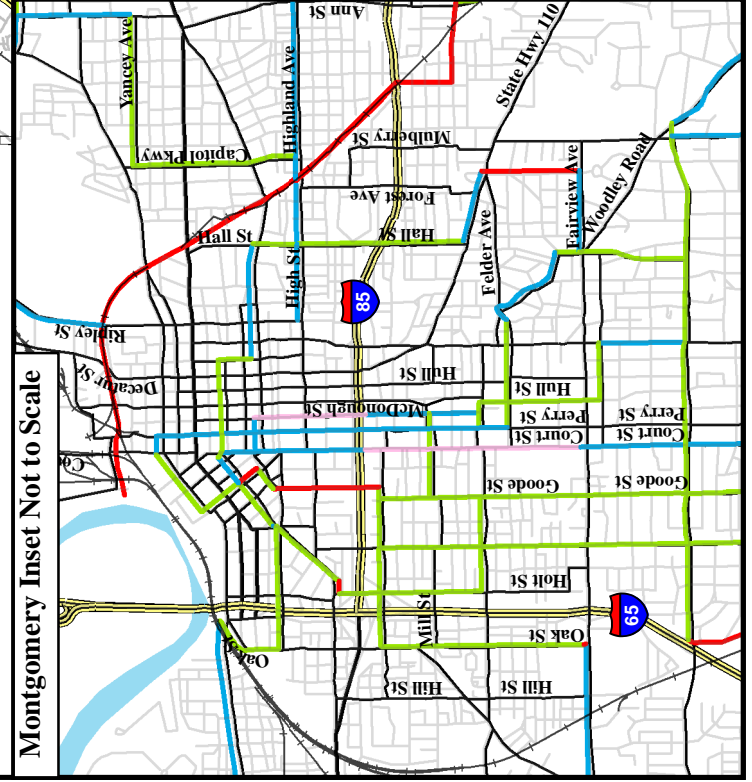 Ann St
State Hwy 110
Yancey Ave
Highland Ave
Mulberry St
Capitol Pkwy
Forest Ave
Fairview Ave
Woodley Road
Hall St
Hall St
Felder Ave
High St
85
Ripley St
Decatur St
Hull St
Hull St
McDonough St
Perry St
Perry St
Court St
Court St
Goode St
Goode St
Holt St
Mill St
65
Oak St
Oak St
Hill St
Hill St
Montgomery Inset Not to Scale